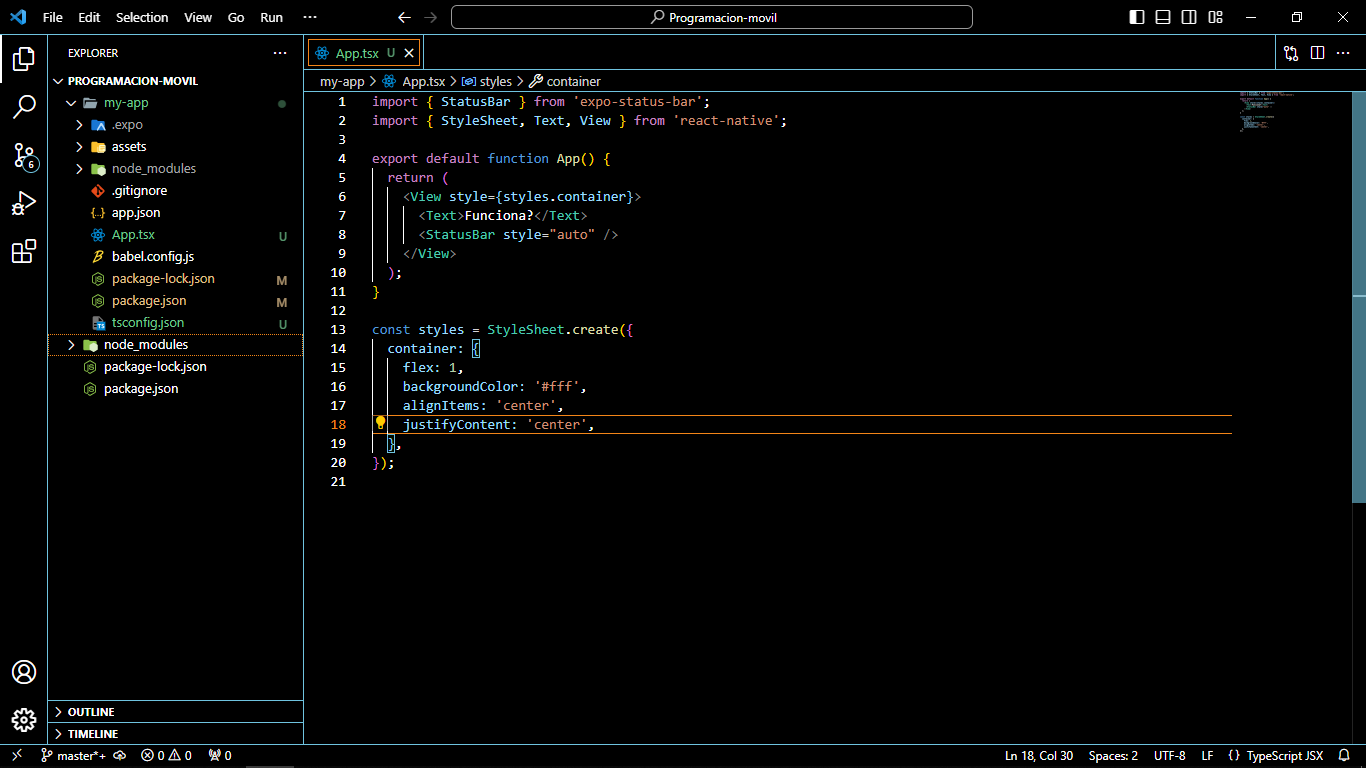 File Edit Selection View Go Run ··· Programacion-movil
EXPLORER ···
PROGRAMACION-MOVIL
my-app
.expo
assets
node_modules
.gitignore
app.json
App.tsx U
babel.config.js
package-lock.json M
package.json M
tsconfig.json U
node_modules
package-lock.json
package.json
OUTLINE
TIMELINE
App.tsx U
my-app > App.tsx > styles > container
1 import { StatusBar } from 'expo-status-bar';
2 import { StyleSheet, Text, View } from 'react-native';
3
4 export default function App() {
5 return (
6 <View style={styles.container}>
7 <Text>Funciona?</Text>
8 <StatusBar style="auto" />
9 </View>
10 );
11 }
12
13 const styles = StyleSheet.create({
14 container: {
15 flex: 1,
16 backgroundColor: '#fff',
17 alignItems: 'center',
18 justifyContent: 'center',
19 },
20 });
21
6
master*+ 0 0 0 Ln 18, Col 30 Spaces: 2 UTF-8 LF {} TypeScript JSX